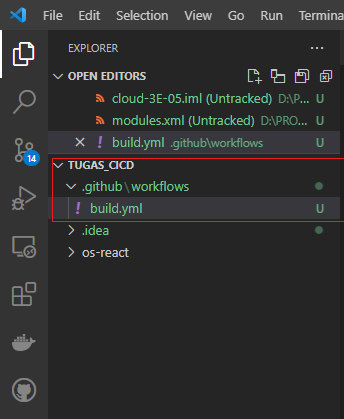 File Edit Selection View Go Run Termina
EXPLORER
OPEN EDITORS
cloud-3E-05.iml (Untracked) D:\P... U
modules.xml (Untracked) D:\PRO... U
! build.yml .github\workflows U
TUGAS_CICD
.github\workflows
! build.yml U
.idea
os-react
14